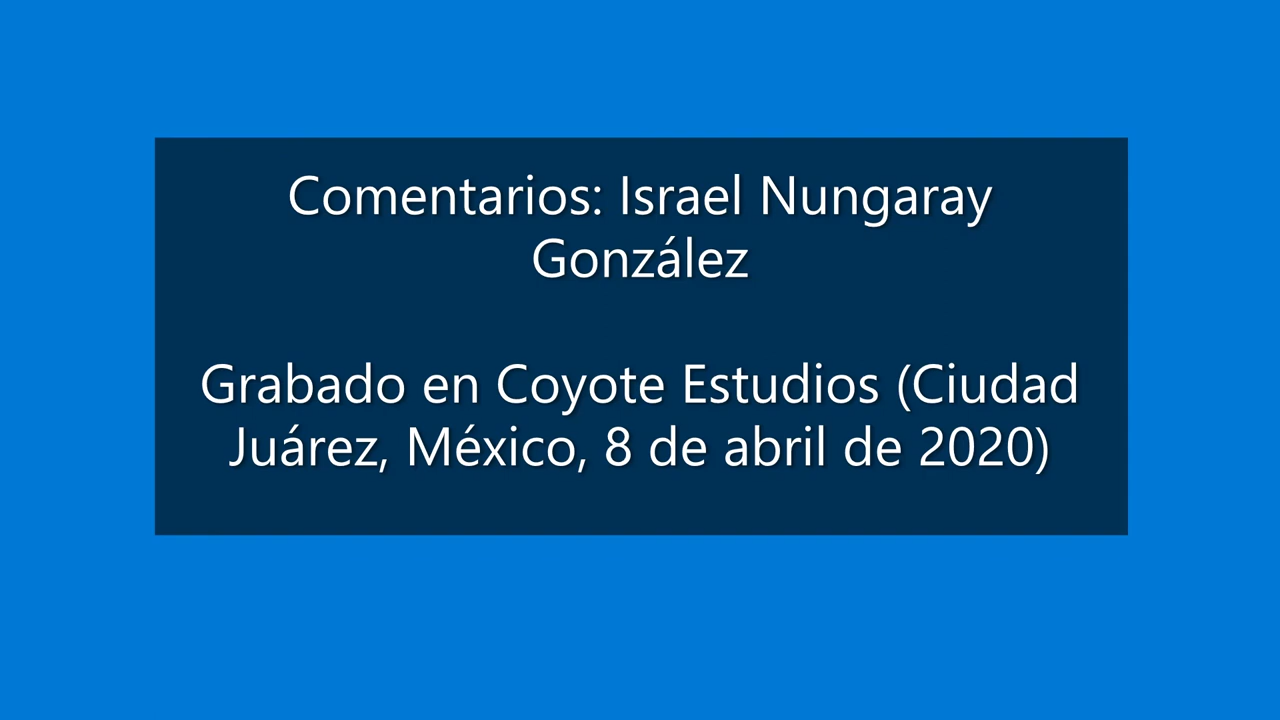 Comentarios: Israel Nungaray
González
Grabado en Coyote Estudios (Ciudad
Juárez, México, 8 de abril de 2020)